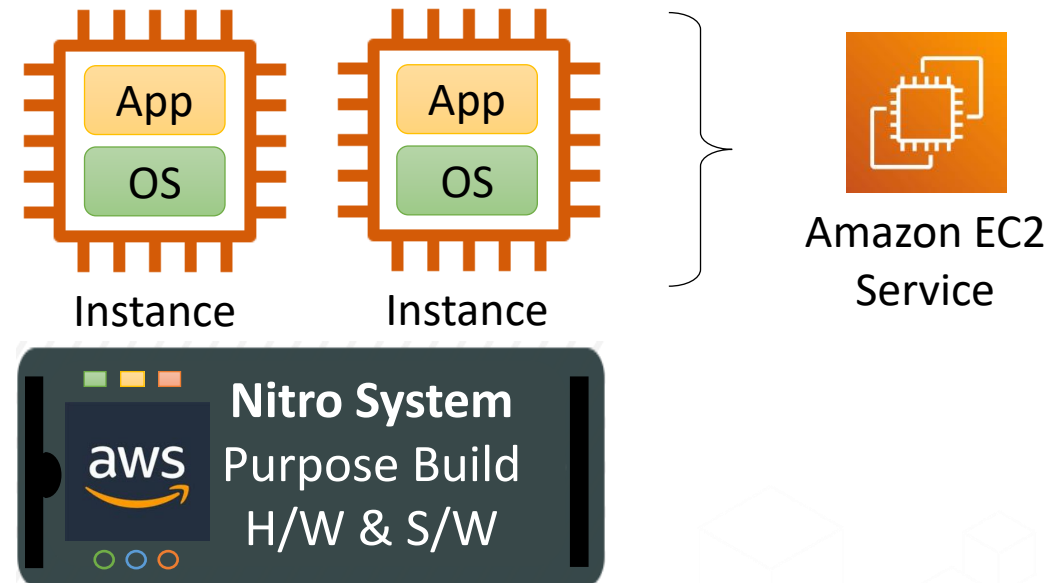 App
OS
Instance
App
OS
Instance
Amazon EC2
Service
Nitro System
aws
Purpose Build
H/W & S/W